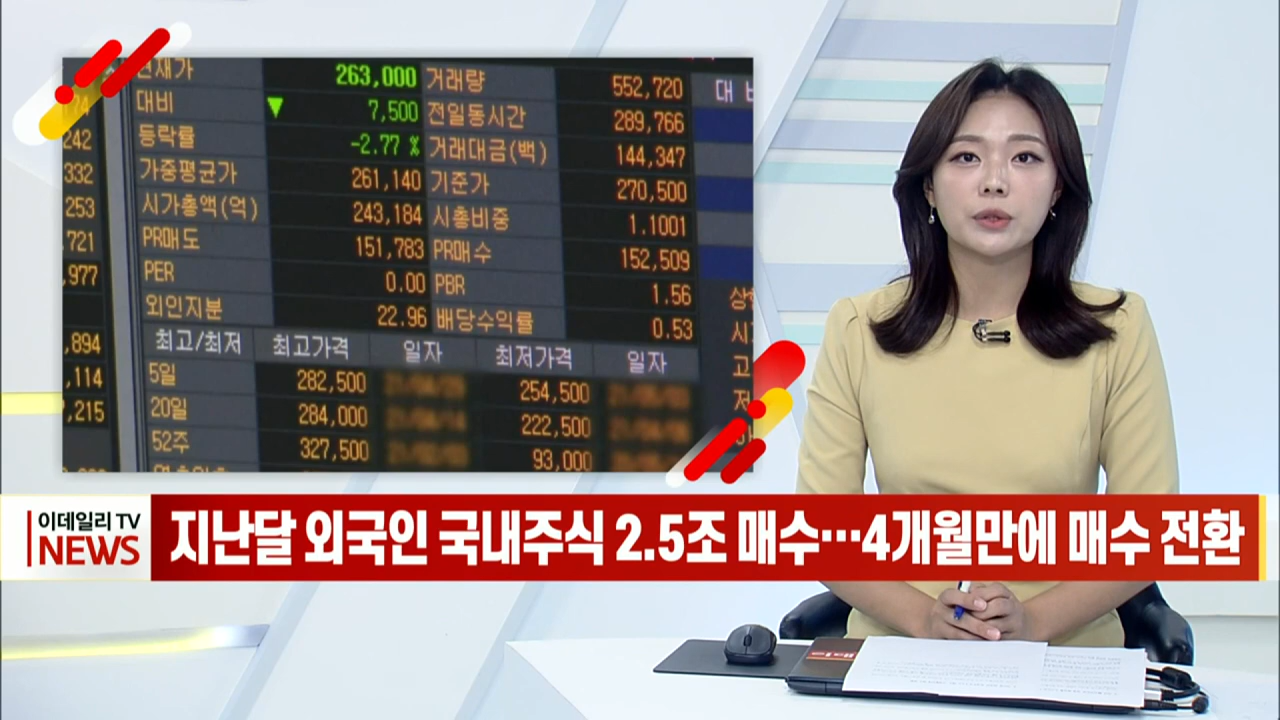 현재가 263,000 거래량 552,720 대 비
대비 ▼ 7,500 전일동시간 289,766
등락률 -2.77 % 거래대금(백) 144,347
가중평균가 261,140 기준가 270,500
시가총액(억) 243,184 시총비중 1.1001
PR매도 151,783 PR매수 152,509
PER 0.00 PBR 1.56
외인지분 22.96 배당수익률 0.53
최고/최저 최고가격 일자 최저가격 일자
5일 282,500 254,500
20일 284,000 222,500
52주 327,500 93,000
242
332
253
,721
,977
,894
,114
,215
이데일리 TV
NEWS
지난달 외국인 국내주식 2.5조 매수…4개월만에 매수 전환